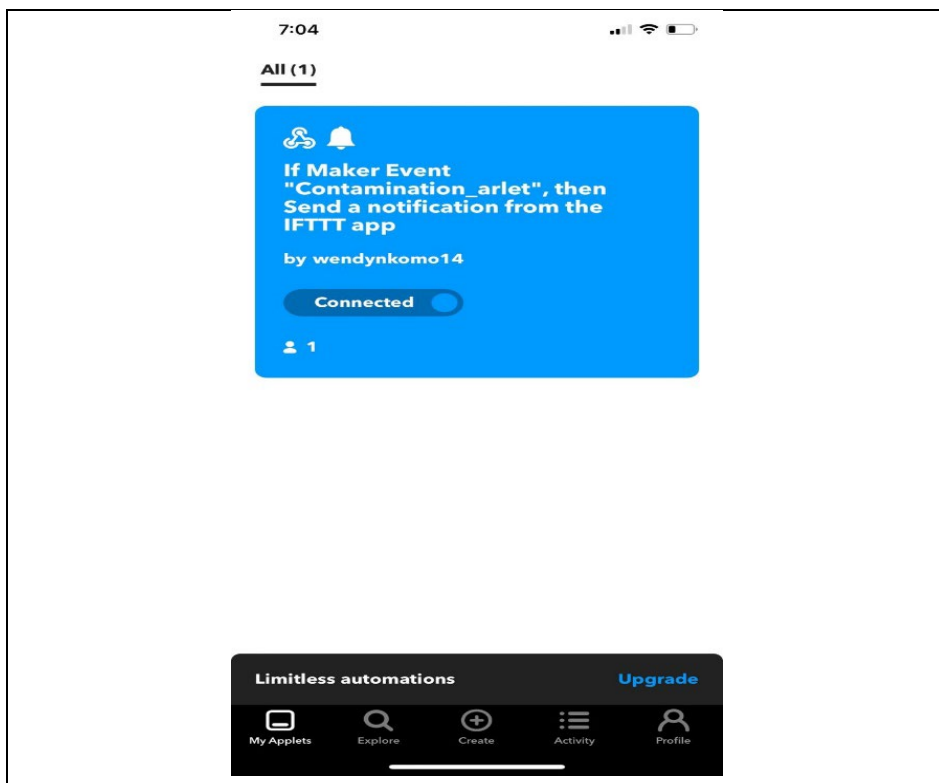 7:04
All (1)
If Maker Event
"Contamination_arlet", then
Send a notification from the
IFTTT app
by wendynkomo14
Connected
1
Limitless automations Upgrade
My Applets Explore Create Activity Profile